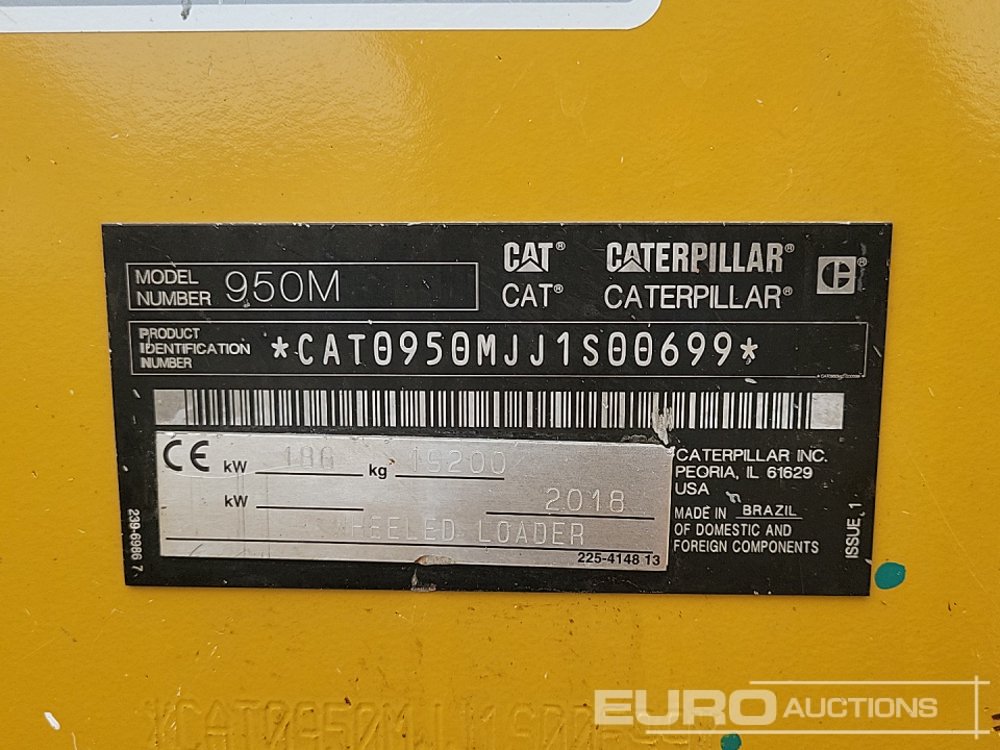 MODEL NUMBER 950M
CAT® CATERPILLAR®
CAT® CATERPILLAR®
C®
PRODUCT IDENTIFICATION NUMBER *CAT0950MJJ1S00699*
CE kW kg 19200
kW 2018
WHEELED LOADER
225-4148 13
CATERPILLAR INC.
PEORIA, IL 61629
USA
MADE IN BRAZIL
OF DOMESTIC AND
FOREIGN COMPONENTS
239-6986 7
ISSUE 1
*CAT0950MJJ1S00699*
EURO AUCTIONS